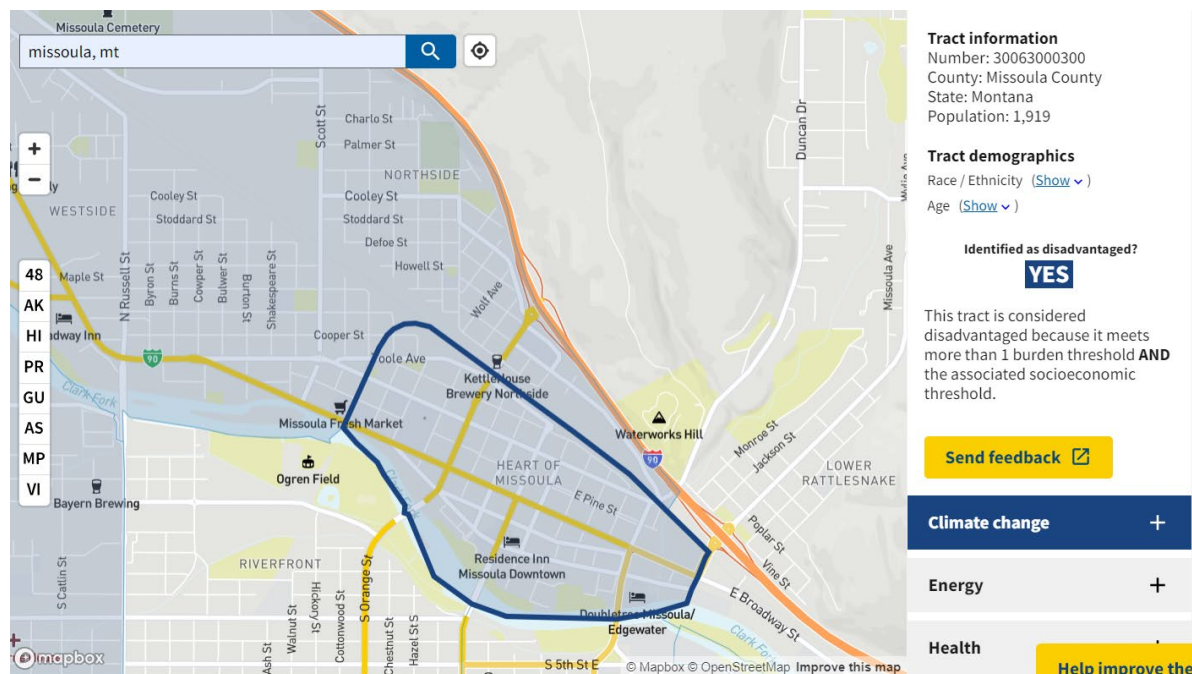 Missoula Cemetery
missoula, mt
Scott St
Charlo St
Palmer St
Duncan Dr
+
−
NORTHSIDE
WESTSIDE
Cooley St
Cooley St
Stoddard St
Stoddard St
Defoe St
Howell St
Missoula Ave
48
AK
HI
PR
GU
AS
MP
VI
Maple St
N Russell St
Byron St
Burns St
Cowper St
Bulwer St
Burton St
Shakespeare St
Wolf Ave
adway Inn
Cooper St
Toole Ave
90
Clark Fork
Kettlehouse
Brewery Northside
Missoula Fresh Market
Waterworks Hill
Monroe St
Jackson St
90
LOWER
RATTLESNAKE
HEART OF
MISSOULA
Ogren Field
Clark Fork
E Pine St
Bayern Brewing
Poplar St
Vine St
RIVERFRONT
Residence Inn
Missoula Downtown
S Catlin St
S Orange St
Hickory St
Cottonwood St
Walnut St
Ash St
Chestnut St
Hazel St S
Doubletree Missoula/
Edgewater
E Broadway St
Clark Fo
S 5th St E
mapbox
© Mapbox © OpenStreetMap Improve this map
Tract information
Number: 30063000300
County: Missoula County
State: Montana
Population: 1,919
Tract demographics
Race / Ethnicity (Show )
Age (Show )
Identified as disadvantaged?
YES
This tract is considered
disadvantaged because it meets
more than 1 burden threshold AND
the associated socioeconomic
threshold.
Send feedback
Climate change +
Energy +
Health
Help improve the